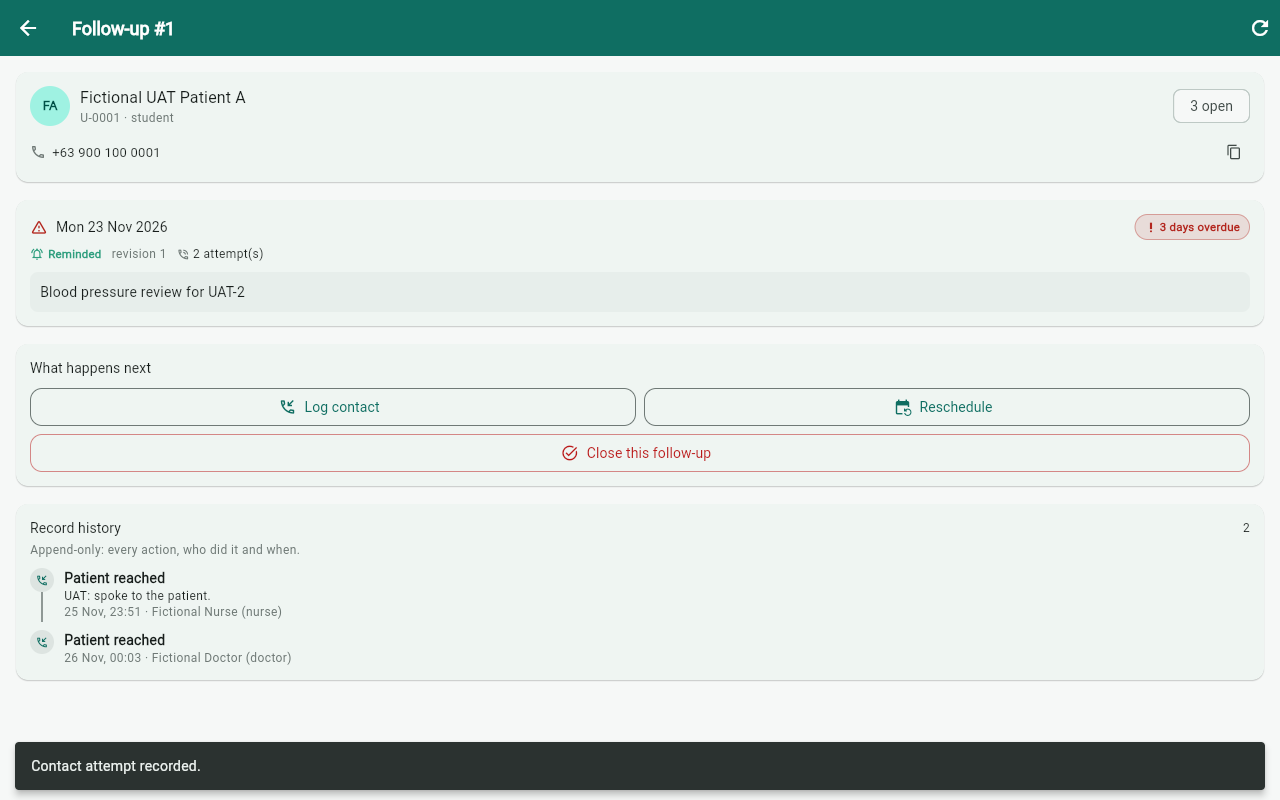 Follow-up #1
FA
Fictional UAT Patient A
U-0001 · student
3 open
+63 900 100 0001
Mon 23 Nov 2026
3 days overdue
Reminded revision 1 2 attempt(s)
Blood pressure review for UAT-2
What happens next
Log contact
Reschedule
Close this follow-up
Record history
2
Append-only: every action, who did it and when.
Patient reached
UAT: spoke to the patient.
25 Nov, 23:51 · Fictional Nurse (nurse)
Patient reached
26 Nov, 00:03 · Fictional Doctor (doctor)
Contact attempt recorded.